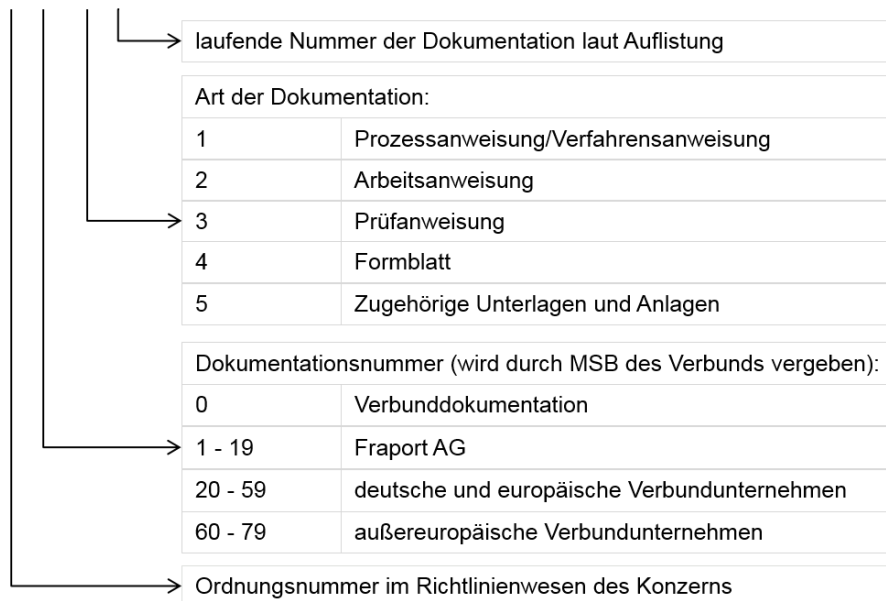 laufende Nummer der Dokumentation laut Auflistung
Art der Dokumentation:
1 Prozessanweisung/Verfahrensanweisung
2 Arbeitsanweisung
3 Prüfanweisung
4 Formblatt
5 Zugehörige Unterlagen und Anlagen
Dokumentationsnummer (wird durch MSB des Verbunds vergeben):
0 Verbunddokumentation
1 - 19 Fraport AG
20 - 59 deutsche und europäische Verbundunternehmen
60 - 79 außereuropäische Verbundunternehmen
Ordnungsnummer im Richtlinienwesen des Konzerns